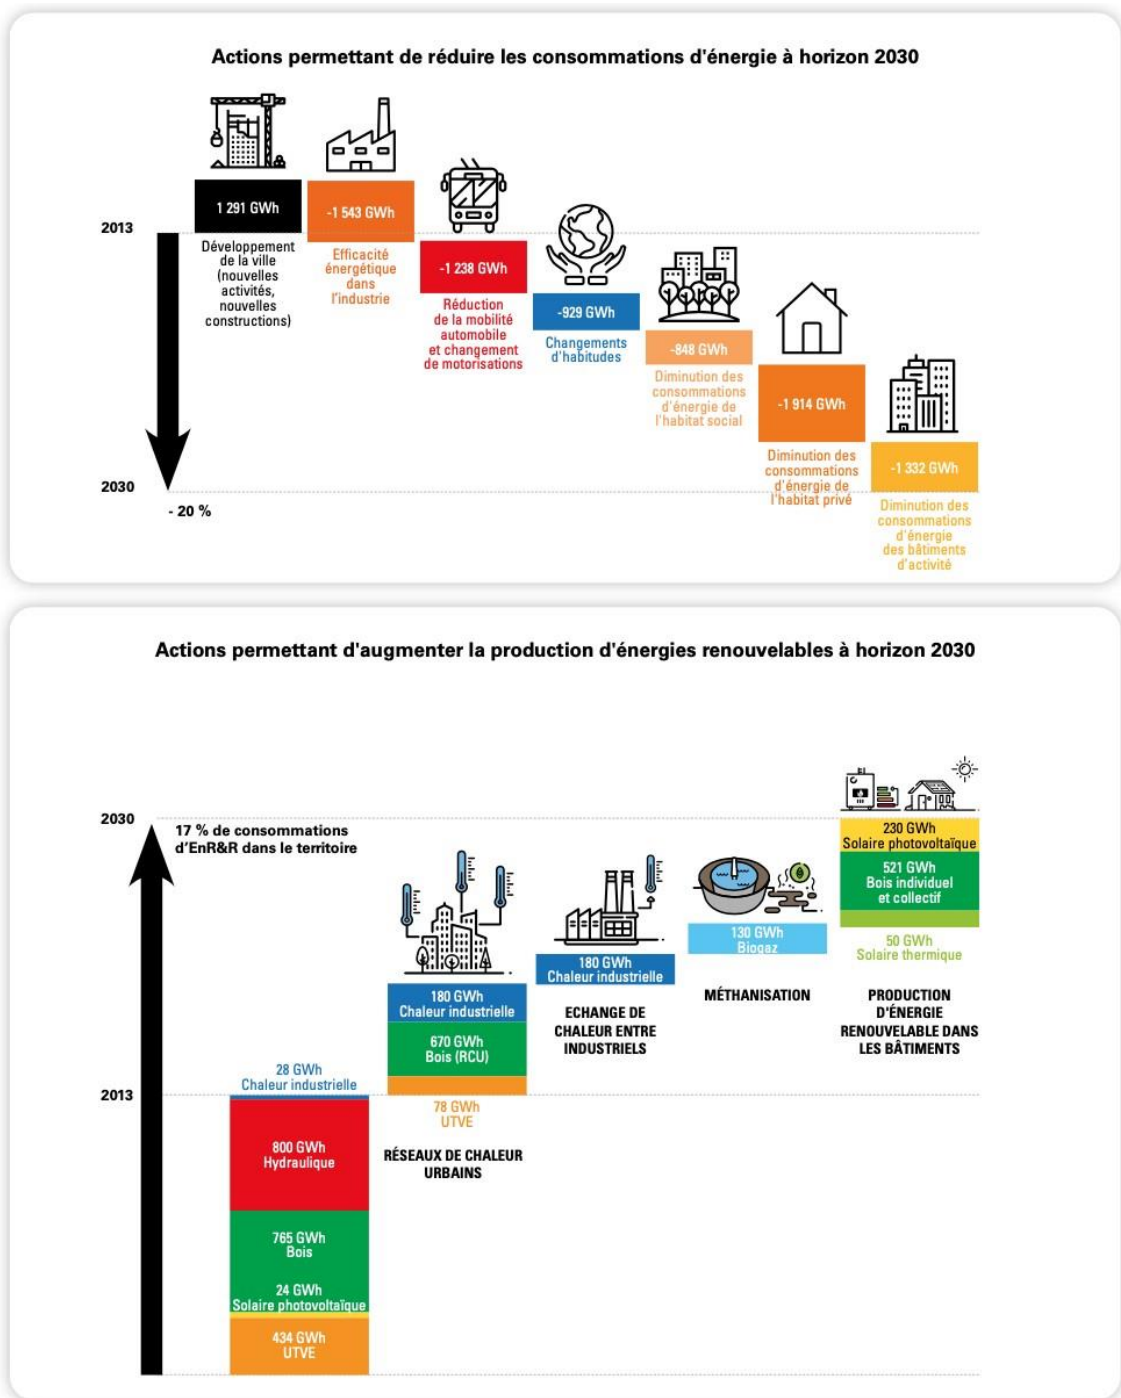 Actions permettant de réduire les consommations d'énergie à horizon 2030
1 291 GWh
Développement
de la ville
(nouvelles
activités,
nouvelles
constructions)
-1 543 GWh
Efficacité
énergétique
dans
l'industrie
-1 238 GWh
Réduction
de la mobilité
automobile
et changement
de motorisations
-929 GWh
Changements
d'habitudes
-848 GWh
Diminution des
consommations
d'énergie de
l'habitat social
-1 914 GWh
Diminution des
consommations
d'énergie de
l'habitat privé
-1 332 GWh
Diminution des
consommations
d'énergie
des bâtiments
d'activité
2013
2030
- 20 %
Actions permettant d'augmenter la production d'énergies renouvelables à horizon 2030
2030
17 % de consommations
d'EnR&R dans le territoire
2013
28 GWh
Chaleur industrielle
800 GWh
Hydraulique
765 GWh
Bois
24 GWh
Solaire photovoltaïque
434 GWh
UTVE
180 GWh
Chaleur industrielle
670 GWh
Bois (RCU)
78 GWh
UTVE
RÉSEAUX DE CHALEUR
URBAINS
180 GWh
Chaleur industrielle
ECHANGE DE
CHALEUR ENTRE
INDUSTRIELS
130 GWh
Biogaz
MÉTHANISATION
230 GWh
Solaire photovoltaïque
521 GWh
Bois individuel
et collectif
50 GWh
Solaire thermique
PRODUCTION
D'ÉNERGIE
RENOUVELABLE DANS
LES BÂTIMENTS